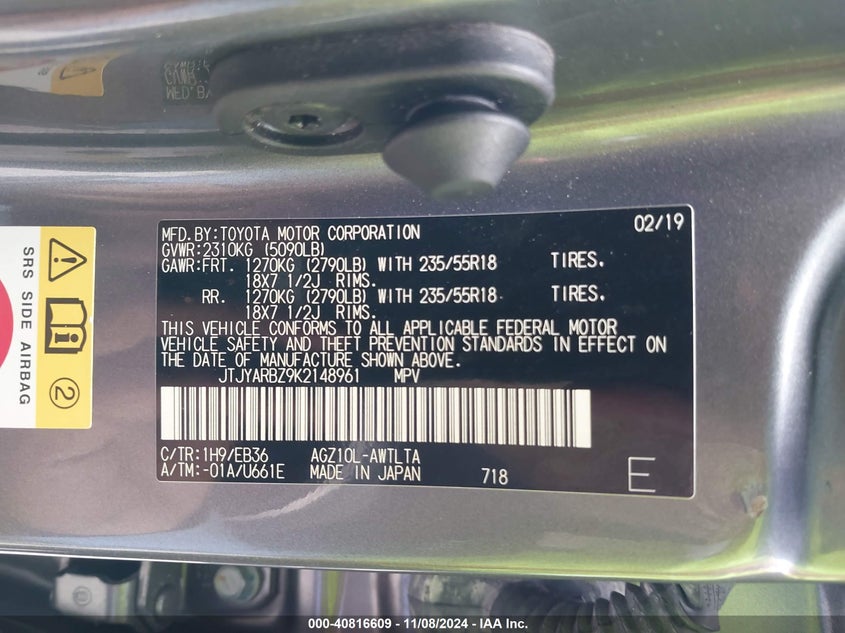 MFD.BY:TOYOTA MOTOR CORPORATION 02/19
GVWR:2310KG (5090LB)
GAWR:FRT. 1270KG (2790LB) WITH 235/55R18 TIRES.
18X7 1/2J RIMS.
RR. 1270KG (2790LB) WITH 235/55R18 TIRES.
18X7 1/2J RIMS.
THIS VEHICLE CONFORMS TO ALL APPLICABLE FEDERAL MOTOR
VEHICLE SAFETY AND THEFT PREVENTION STANDARDS IN EFFECT ON
THE DATE OF MANUFACTURE SHOWN ABOVE.
JTJYARBZ9K2148961 MPV
C/TR:1H9/EB36 AGZ10L-AWTLTA
A/TM:-01A/U661E MADE IN JAPAN 718 E
SRS SIDE AIRBAG
2
000-40816609 - 11/08/2024 - IAA Inc.